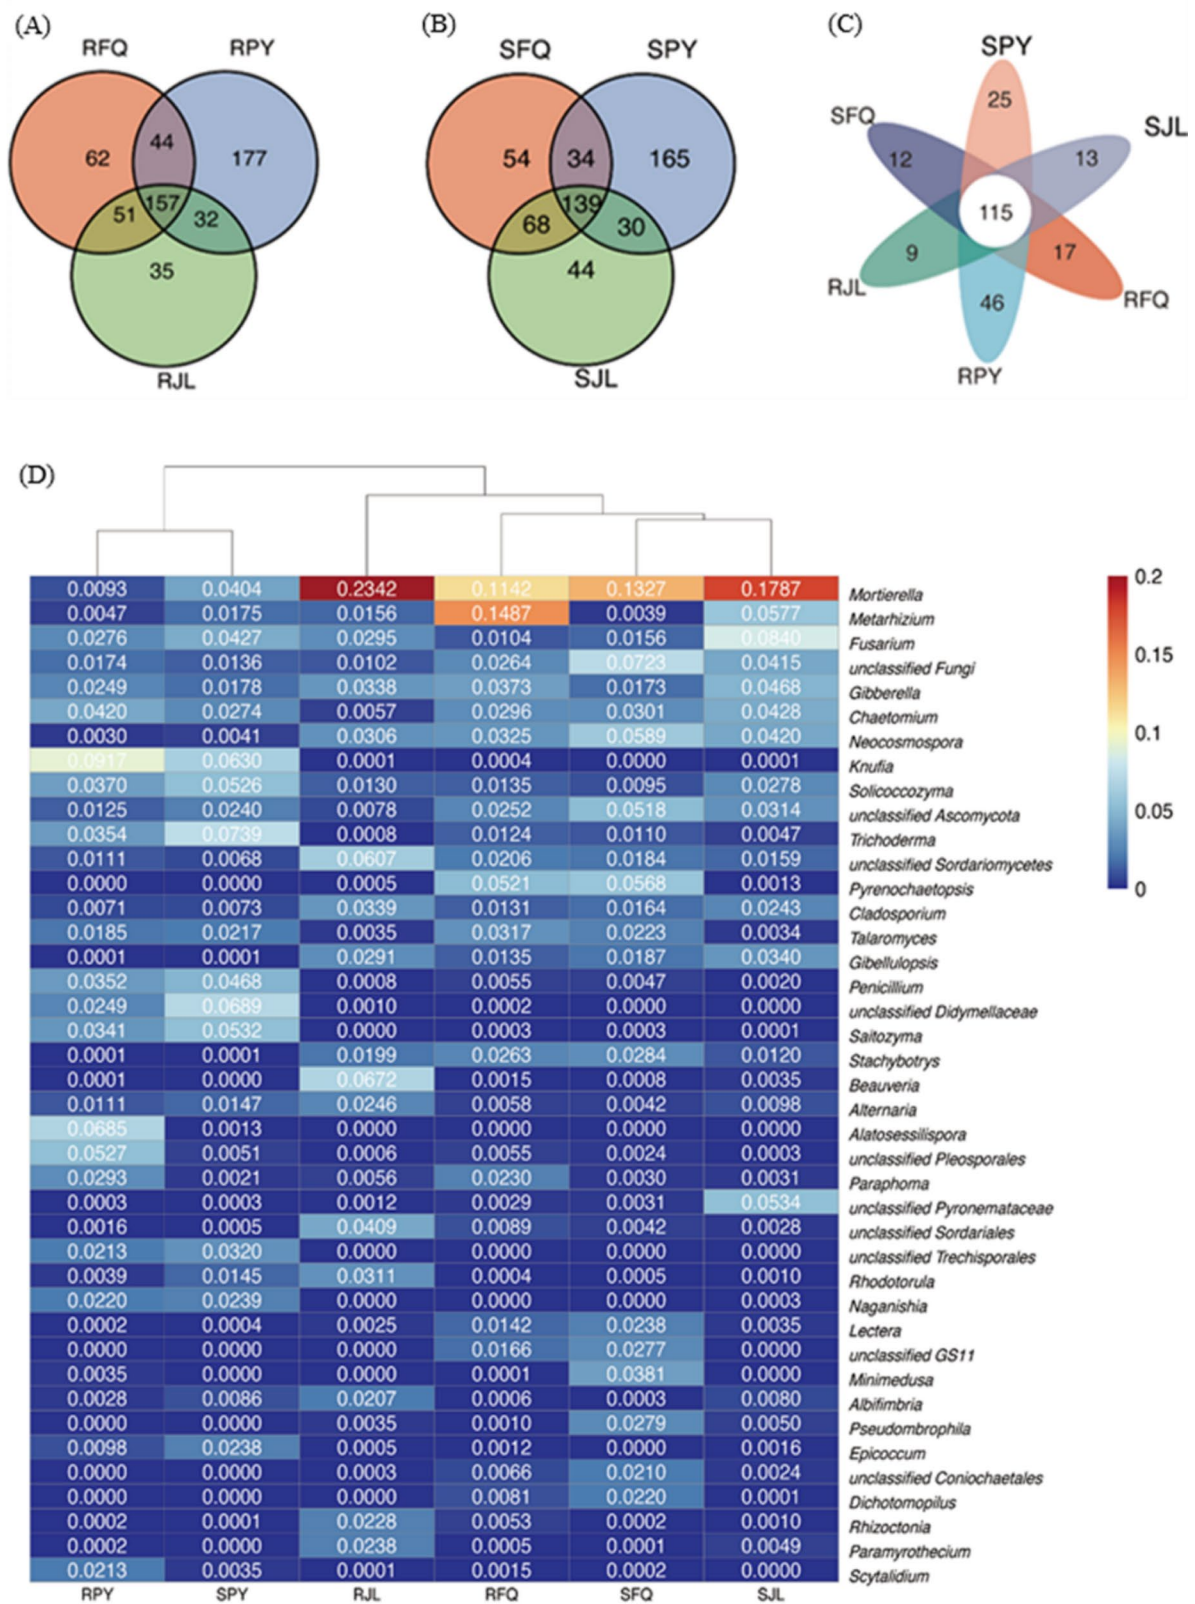 (A)
RFQ
RPY
62
44
177
157
51
32
35
RJL
(B)
SFQ
SPY
54
34
165
139
68
30
44
SJL
(C)
SPY
SFQ
SJL
25
12
13
115
9
17
46
RJL
RFQ
RPY
(D)
0.0093 0.0404 0.2342 0.1142 0.1327 0.1787 Mortierella
0.0047 0.0175 0.0156 0.1487 0.0039 0.0577 Metarhizium
0.0276 0.0427 0.0295 0.0104 0.0156 0.0840 Fusarium
0.0174 0.0136 0.0102 0.0264 0.0723 0.0415 unclassified Fungi
0.0249 0.0178 0.0338 0.0373 0.0173 0.0468 Gibberella
0.0420 0.0274 0.0057 0.0296 0.0301 0.0428 Chaetomium
0.0030 0.0041 0.0306 0.0325 0.0589 0.0420 Neocosmospora
0.0917 0.0630 0.0001 0.0004 0.0000 0.0001 Knufia
0.0370 0.0526 0.0130 0.0135 0.0095 0.0278 Solicoccozyma
0.0125 0.0240 0.0078 0.0252 0.0518 0.0314 unclassified Ascomycota
0.0354 0.0739 0.0008 0.0124 0.0110 0.0047 Trichoderma
0.0111 0.0068 0.0607 0.0206 0.0184 0.0159 unclassified Sordariomycetes
0.0000 0.0000 0.0005 0.0521 0.0568 0.0013 Pyrenochaetopsis
0.0071 0.0073 0.0339 0.0131 0.0164 0.0243 Cladosporium
0.0185 0.0217 0.0035 0.0317 0.0223 0.0034 Talaromyces
0.0001 0.0001 0.0291 0.0135 0.0187 0.0340 Gibellulopsis
0.0352 0.0468 0.0008 0.0055 0.0047 0.0020 Penicillium
0.0249 0.0689 0.0010 0.0002 0.0000 0.0000 unclassified Didymellaceae
0.0341 0.0532 0.0000 0.0003 0.0003 0.0001 Saitozyma
0.0001 0.0001 0.0199 0.0263 0.0284 0.0120 Stachybotrys
0.0001 0.0000 0.0672 0.0015 0.0008 0.0035 Beauveria
0.0111 0.0147 0.0246 0.0058 0.0042 0.0098 Alternaria
0.0685 0.0013 0.0000 0.0000 0.0000 0.0000 Alatosessilispora
0.0527 0.0051 0.0006 0.0055 0.0024 0.0003 unclassified Pleosporales
0.0293 0.0021 0.0056 0.0230 0.0030 0.0031 Paraphoma
0.0003 0.0003 0.0012 0.0029 0.0031 0.0534 unclassified Pyronemataceae
0.0016 0.0005 0.0409 0.0089 0.0042 0.0028 unclassified Sordariales
0.0213 0.0320 0.0000 0.0000 0.0000 0.0000 unclassified Trechisporales
0.0039 0.0145 0.0311 0.0004 0.0005 0.0010 Rhodotorula
0.0220 0.0239 0.0000 0.0000 0.0000 0.0003 Naganishia
0.0002 0.0004 0.0025 0.0142 0.0238 0.0035 Lectera
0.0000 0.0000 0.0000 0.0166 0.0277 0.0000 unclassified GS11
0.0035 0.0000 0.0000 0.0001 0.0381 0.0000 Minimedusa
0.0028 0.0086 0.0207 0.0006 0.0003 0.0080 Albifimbria
0.0000 0.0000 0.0035 0.0010 0.0279 0.0050 Pseudombrophila
0.0098 0.0238 0.0005 0.0012 0.0000 0.0016 Epicoccum
0.0000 0.0000 0.0003 0.0066 0.0210 0.0024 unclassified Coniochaetales
0.0000 0.0000 0.0000 0.0081 0.0220 0.0001 Dichotomopilus
0.0002 0.0001 0.0228 0.0053 0.0002 0.0010 Rhizoctonia
0.0002 0.0000 0.0238 0.0005 0.0001 0.0049 Paramyrothecium
0.0213 0.0035 0.0001 0.0015 0.0002 0.0000 Scytalidium
RPY SPY RJL RFQ SFQ SJL
0.2
0.15
0.1
0.05
0